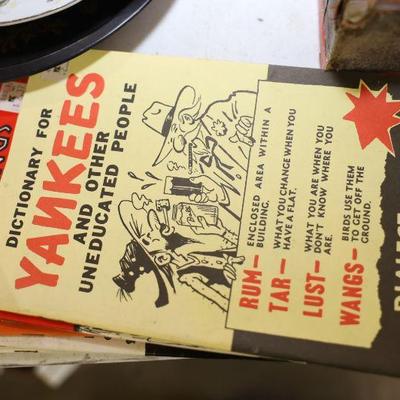 DICTIONARY FOR
YANKEES
AND OTHER
UNEDUCATED PEOPLE
RUM— ENCLOSED AREA WITHIN A
BUILDING.
TAR— WHAT YOU CHANGE WHEN YOU
HAVE A FLAT.
LUST— WHAT YOU ARE WHEN YOU
DON'T KNOW WHERE YOU
ARE.
WANGS— BIRDS USE THEM
TO GET OFF THE
GROUND.